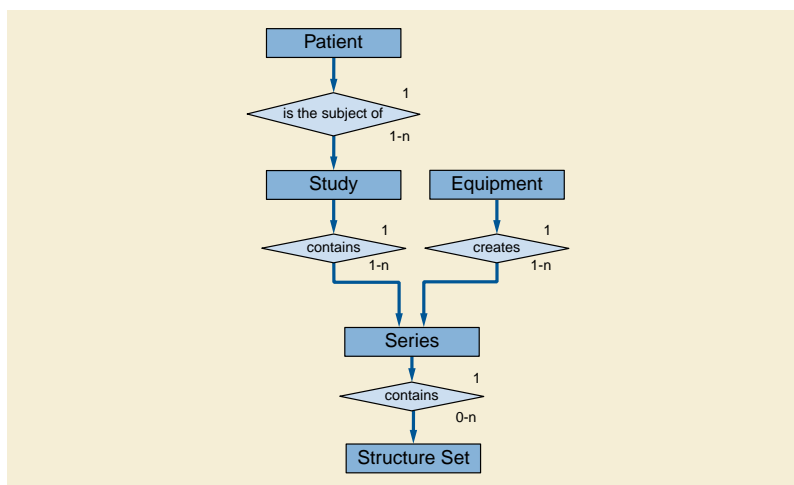 Patient
1
is the subject of
1-n
Study
Equipment
1
1
contains
creates
1-n
1-n
Series
1
contains
0-n
Structure Set